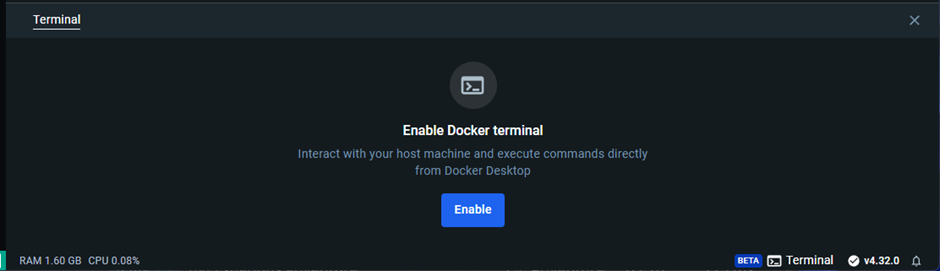 Terminal
Enable Docker terminal
Interact with your host machine and execute commands directly
from Docker Desktop
Enable
RAM 1.60 GB CPU 0.08% BETA Terminal v4.32.0